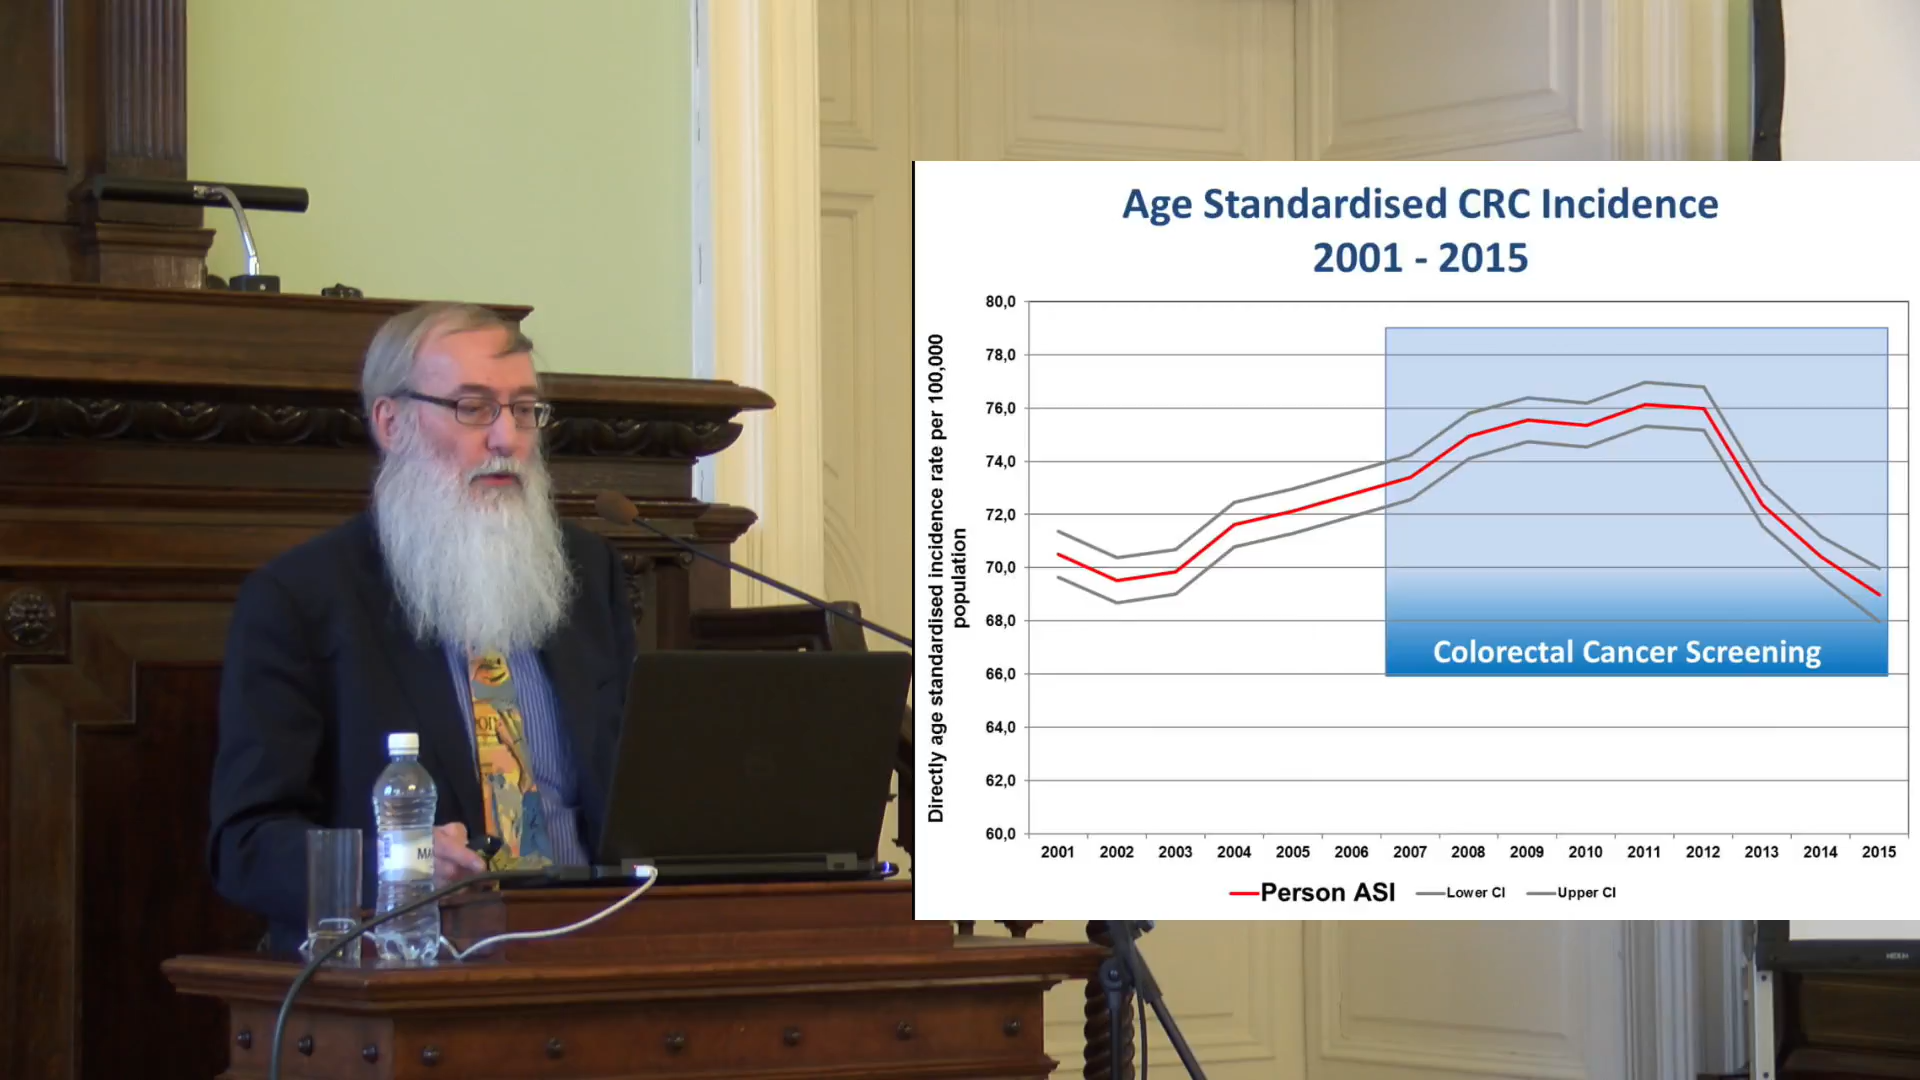 Age Standardised CRC Incidence
2001 - 2015
Directly age standardised incidence rate per 100,000
population
80,0
78,0
76,0
74,0
72,0
70,0
68,0
66,0
64,0
62,0
60,0
Colorectal Cancer Screening
2001 2002 2003 2004 2005 2006 2007 2008 2009 2010 2011 2012 2013 2014 2015
Person ASI Lower CI Upper CI